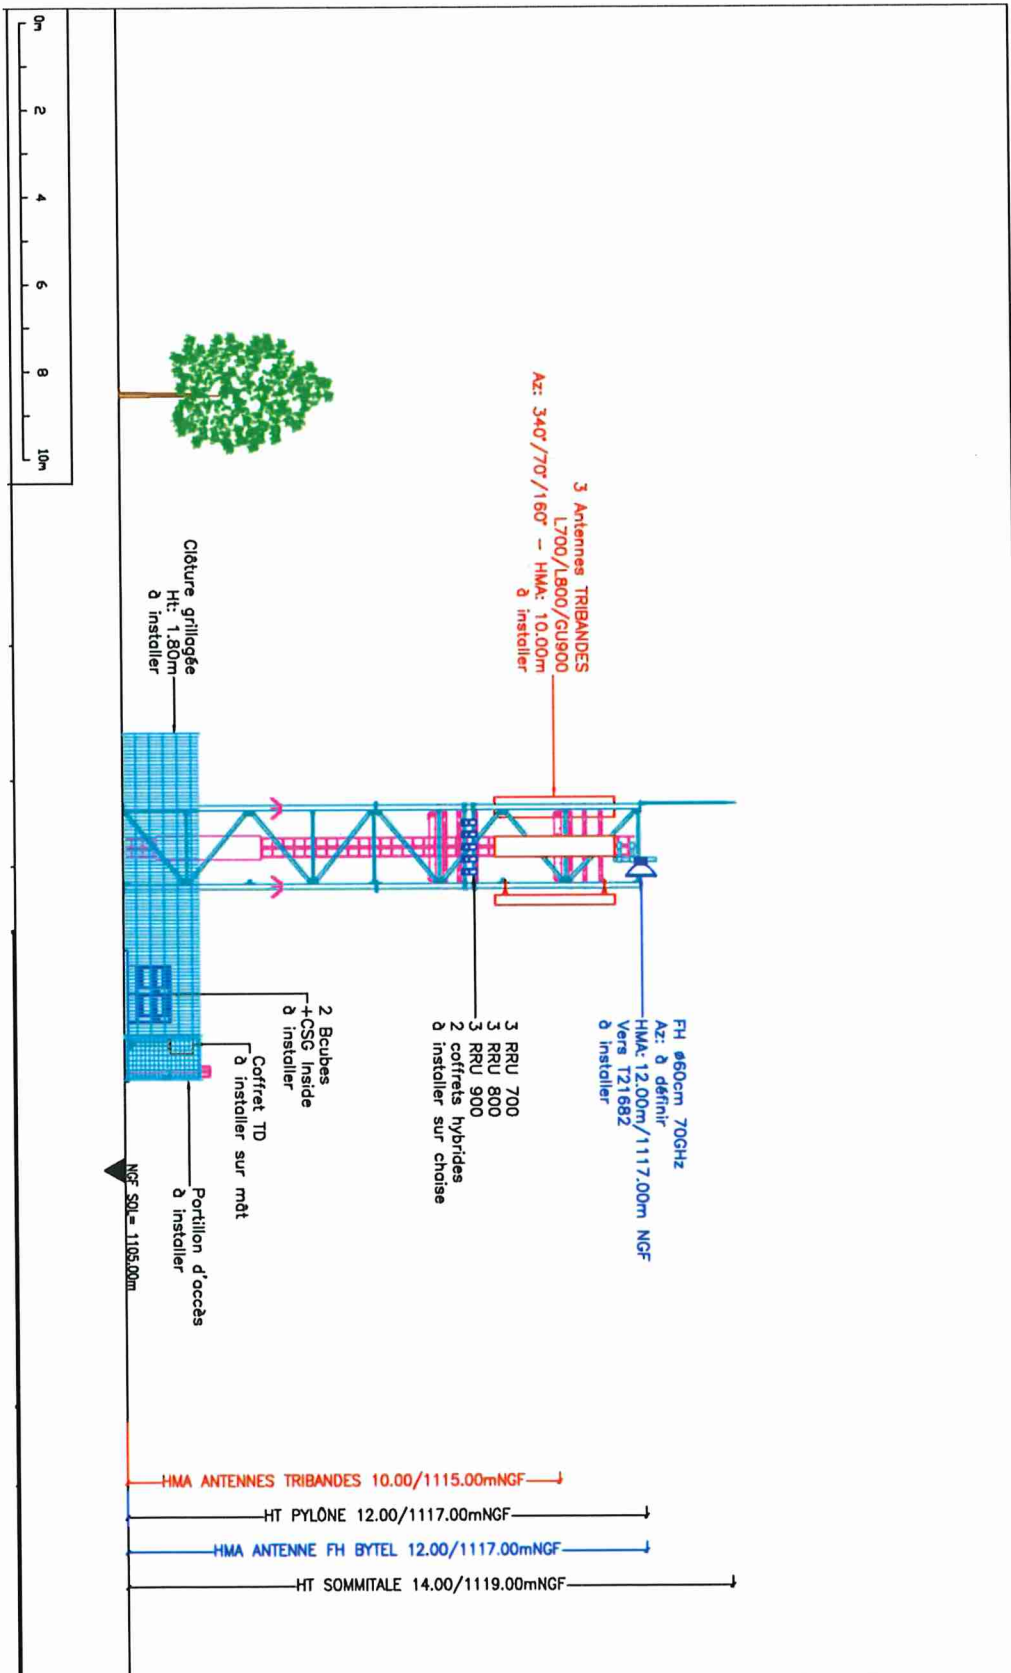 3 Antennes TRIBANDES
L700/L800/GU900
Az: 340°/70°/160° - HMA: 10.00m
à installer
FH ø60cm 70GHz
Az: à définir
HMA: 12.00m/1117.00m NGF
Vers T21682
à installer
3 RRU 700
3 RRU 800
3 RRU 900
2 coffrets hybrides
à installer sur chaise
2 Bcubes
+CSG Inside
à installer
Coffret TD
à installer sur mât
Portillon d'accès
à installer
Clôture grillagée
Ht: 1.80m
à installer
NGF SOL= 1105.00m
HMA ANTENNES TRIBANDES 10.00/1115.00mNGF
HT PYLÔNE 12.00/1117.00mNGF
HMA ANTENNE FH BYTEL 12.00/1117.00mNGF
HT SOMMITALE 14.00/1119.00mNGF
0m 2 4 6 8 10m